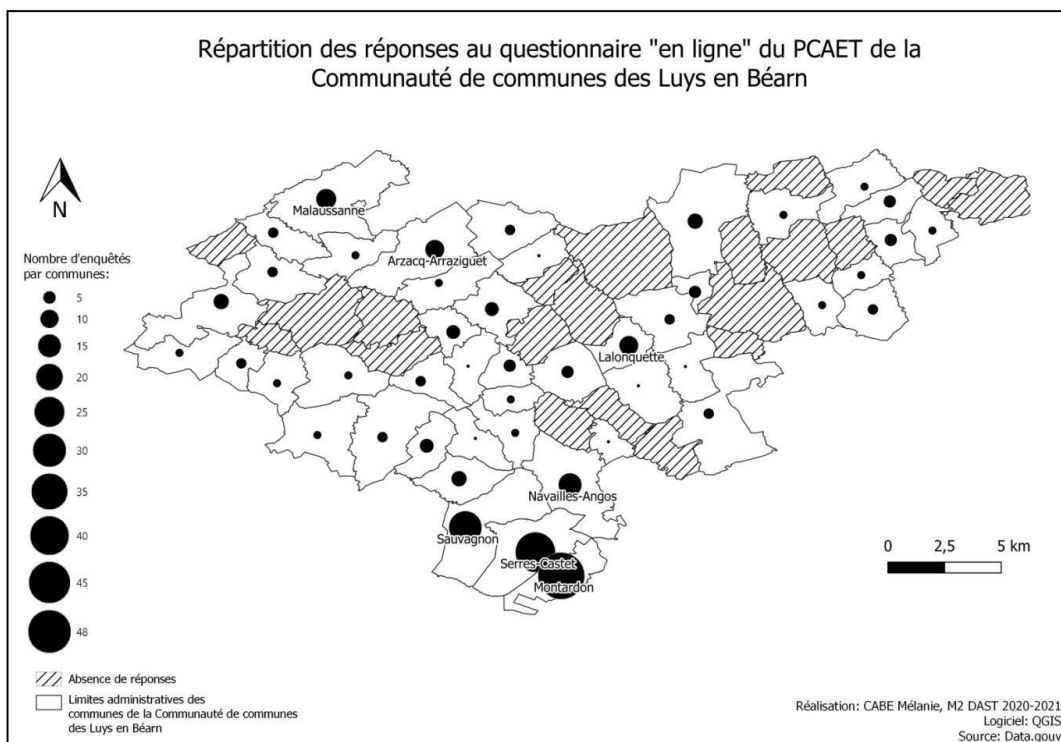 Répartition des réponses au questionnaire "en ligne" du PCAET de la
Communauté de communes des Luys en Béarn
N
Malaussanne
Arzacq-Arraziguet
Lalonquette
Navailles-Angos
Sauvagnon
Serres-Castet
Montardon
Nombre d'enquêtés
par communes:
5
10
15
20
25
30
35
40
45
48
0 2,5 5 km
Absence de réponses
Limites administratives des
communes de la Communauté de communes
des Luys en Béarn
Réalisation: CABE Mélanie, M2 DAST 2020-2021
Logiciel: QGIS
Source: Data.gouv